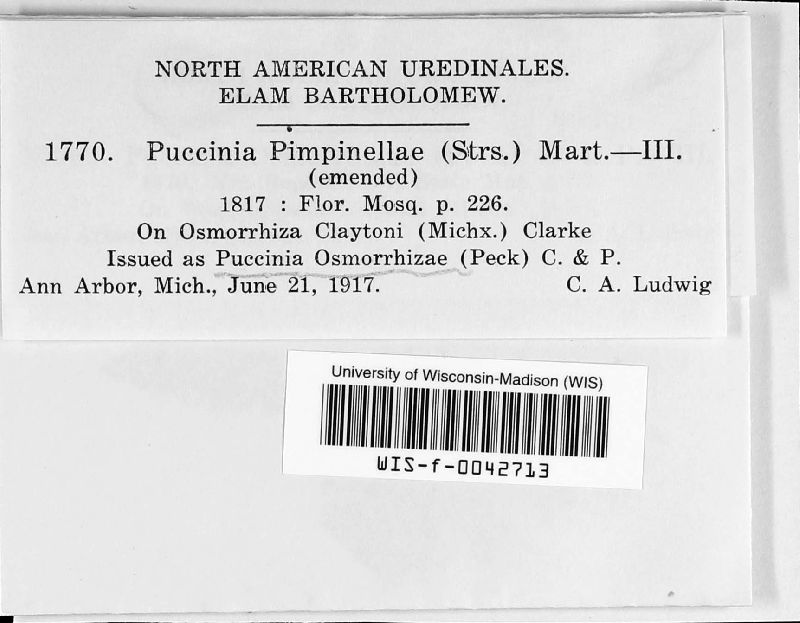 NORTH AMERICAN UREDINALES.
ELAM BARTHOLOMEW.
1770. Puccinia Pimpinellae (Strs.) Mart.—III.
(emended)
1817 : Flor. Mosq. p. 226.
On Osmorrhiza Claytoni (Michx.) Clarke
Issued as Puccinia Osmorrhizae (Peck) C. & P.
Ann Arbor, Mich., June 21, 1917. C. A. Ludwig
University of Wisconsin-Madison (WIS)
WIS-f-0042713